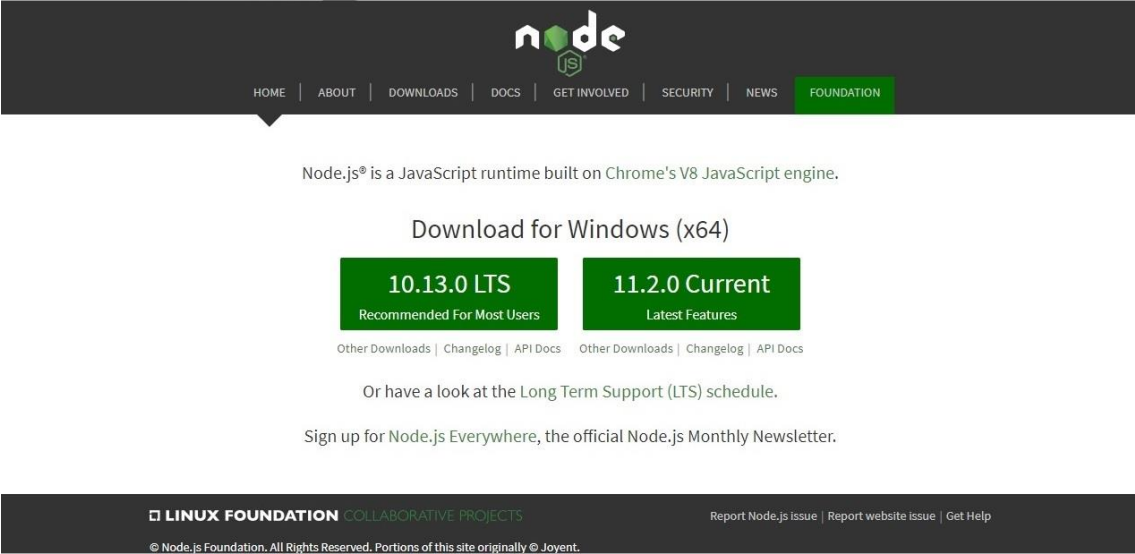 node
JS
HOME | ABOUT | DOWNLOADS | DOCS | GET INVOLVED | SECURITY | NEWS FOUNDATION
Node.js® is a JavaScript runtime built on Chrome's V8 JavaScript engine.
Download for Windows (x64)
10.13.0 LTS 11.2.0 Current
Recommended For Most Users Latest Features
Other Downloads | Changelog | API Docs Other Downloads | Changelog | API Docs
Or have a look at the Long Term Support (LTS) schedule.
Sign up for Node.js Everywhere, the official Node.js Monthly Newsletter.
LINUX FOUNDATION COLLABORATIVE PROJECTS Report Node.js issue | Report website issue | Get Help
© Node.js Foundation. All Rights Reserved. Portions of this site originally © Joyent.